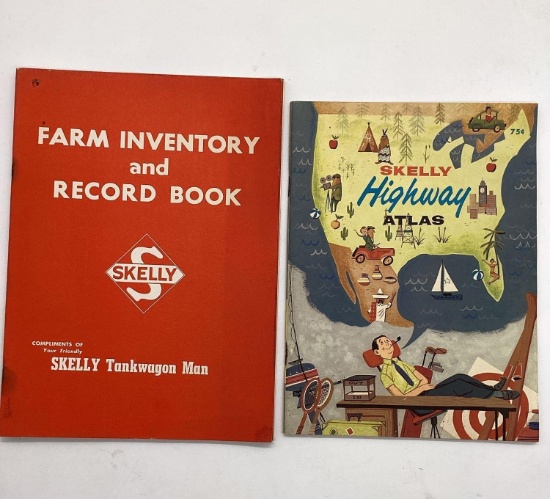 FARM INVENTORY
and
RECORD BOOK
SKELLY
S
COMPLIMENTS OF
Your Friendly
SKELLY Tankwagon Man
75¢
SKELLY
Highway
ATLAS